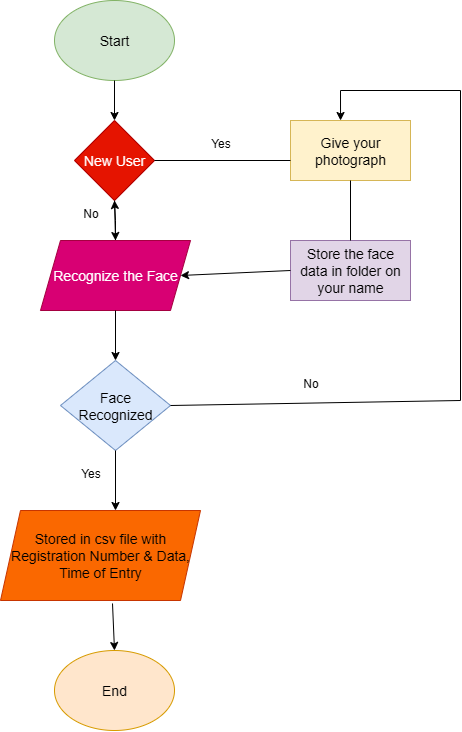 Start
New User
Yes
Give your
photograph
No
Recognize the Face
Store the face
data in folder on
your name
Face
Recognized
No
Yes
Stored in csv file with
Registration Number & Data,
Time of Entry
End